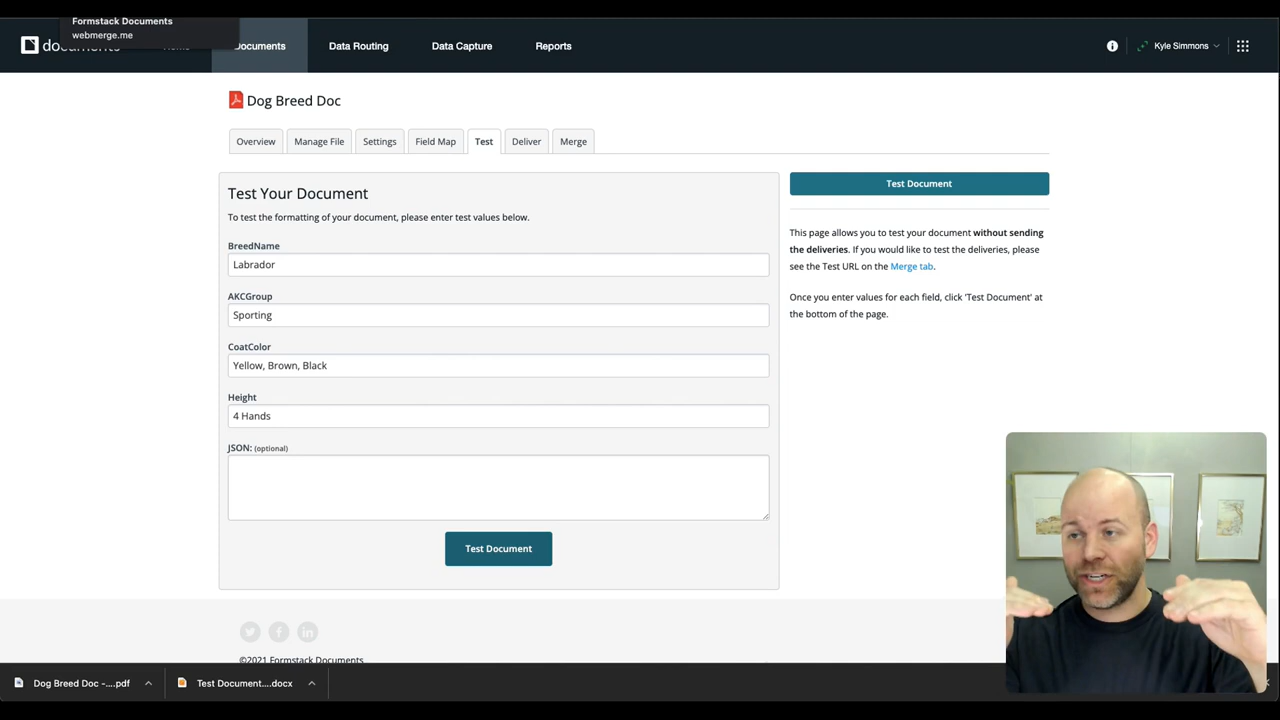 Formstack Documents
webmerge.me
documents
Home
Documents
Data Routing
Data Capture
Reports
Kyle Simmons
Dog Breed Doc
Overview
Manage File
Settings
Field Map
Test
Deliver
Merge
Test Your Document
To test the formatting of your document, please enter test values below.
BreedName
Labrador
AKCGroup
Sporting
CoatColor
Yellow, Brown, Black
Height
4 Hands
JSON: (optional)
Test Document
Test Document
This page allows you to test your document without sending
the deliveries. If you would like to test the deliveries, please
see the Test URL on the Merge tab.
Once you enter values for each field, click 'Test Document' at
the bottom of the page.
©2021 Formstack Documents
Dog Breed Doc -....pdf
Test Document....docx